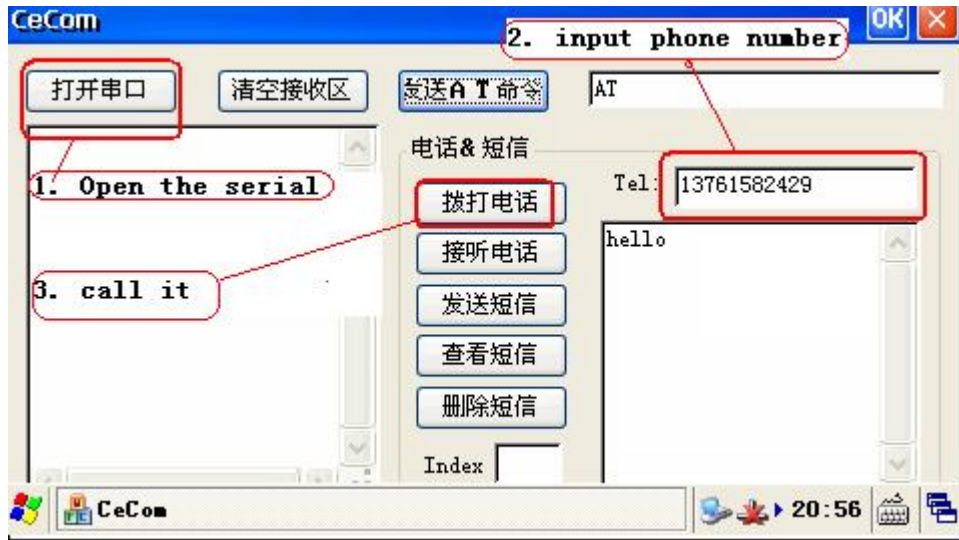 CeCom
2. input phone number
OK
打开串口
清空接收区
发送AT命令
AT
1. Open the serial
电话&短信
拨打电话
Tel:
13761582429
接听电话
hello
3. call it
发送短信
查看短信
删除短信
Index
CeCom
20:56